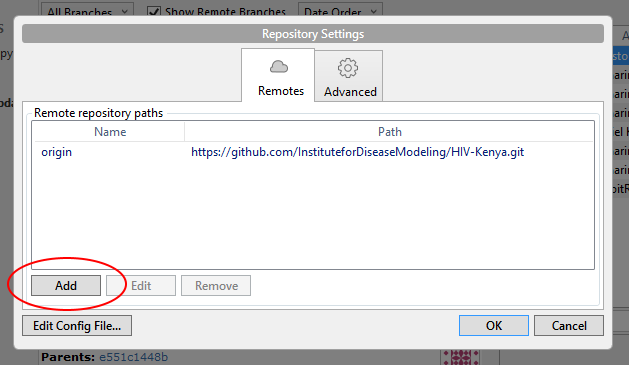 All Branches
Show Remote Branches
Date Order
Repository Settings
Remotes
Advanced
Remote repository paths
Name
Path
origin
https://github.com/InstituteforDiseaseModeling/HIV-Kenya.git
Add
Edit
Remove
Edit Config File...
OK
Cancel
Parents: e551c1448b